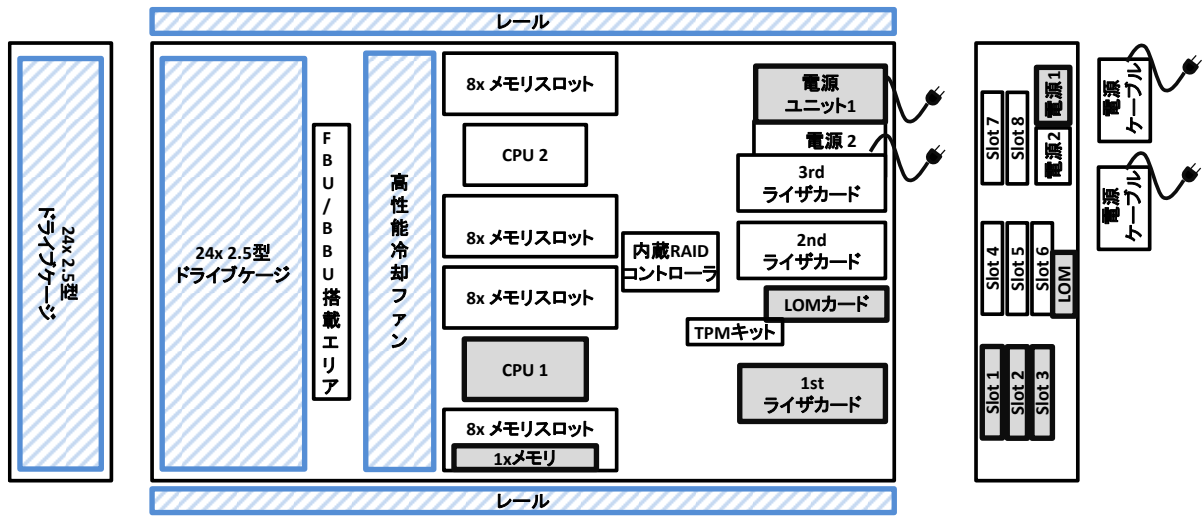 レール
24x 2.5型
ドライブケージ
24x 2.5型
ドライブケージ
FBU/BBU搭載エリア
高性能冷却ファン
8x メモリスロット
CPU 2
8x メモリスロット
8x メモリスロット
CPU 1
8x メモリスロット
1xメモリ
内蔵RAID
コントローラ
電源
ユニット1
電源 2
3rd
ライザカード
2nd
ライザカード
LOMカード
TPMキット
1st
ライザカード
レール
Slot 7
Slot 8
電源1
電源2
Slot 4
Slot 5
Slot 6
LOM
Slot 1
Slot 2
Slot 3
電源
ケーブル
電源
ケーブル